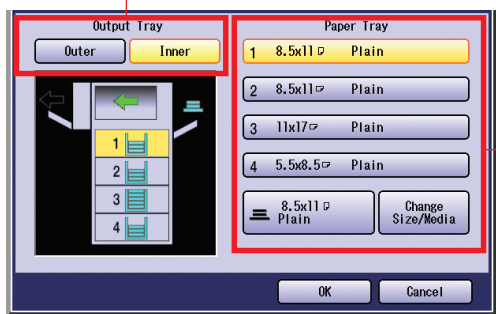 Output Tray
Outer Inner
1
2
3
4
Paper Tray
1 8.5x11 Plain
2 8.5x11 Plain
3 11x17 Plain
4 5.5x8.5 Plain
8.5x11
Plain
Change
Size/Media
OK Cancel